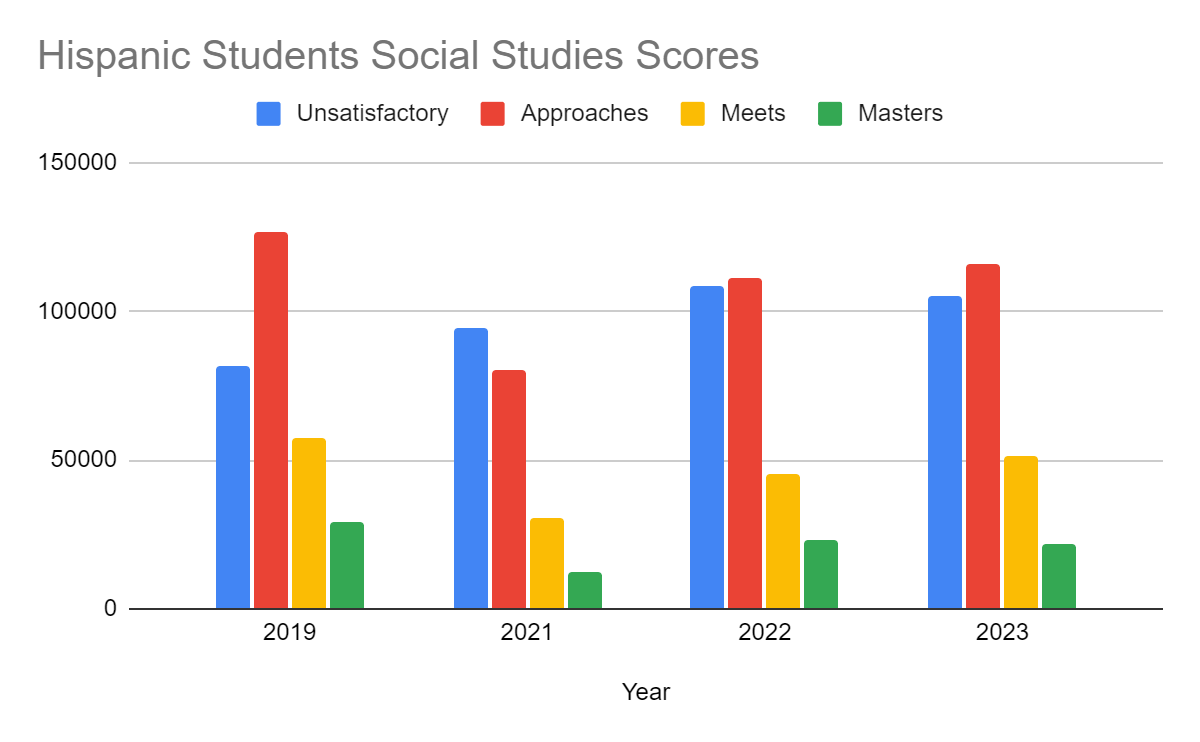 Hispanic Students Social Studies Scores
Unsatisfactory Approaches Meets Masters
150000
100000
50000
0
2019 2021 2022 2023
Year